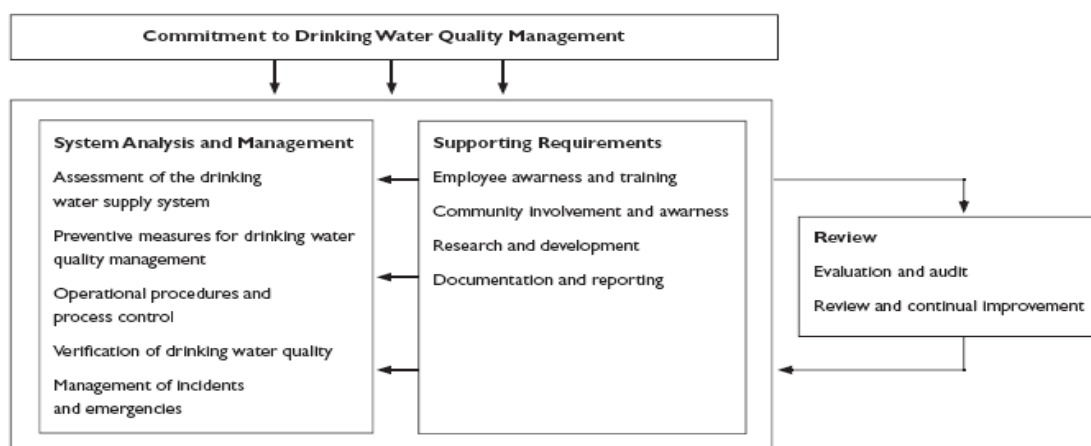 Commitment to Drinking Water Quality Management
System Analysis and Management
Assessment of the drinking
water supply system
Preventive measures for drinking water
quality management
Operational procedures and
process control
Verification of drinking water quality
Management of incidents
and emergencies
Supporting Requirements
Employee awarness and training
Community involvement and awarness
Research and development
Documentation and reporting
Review
Evaluation and audit
Review and continual improvement